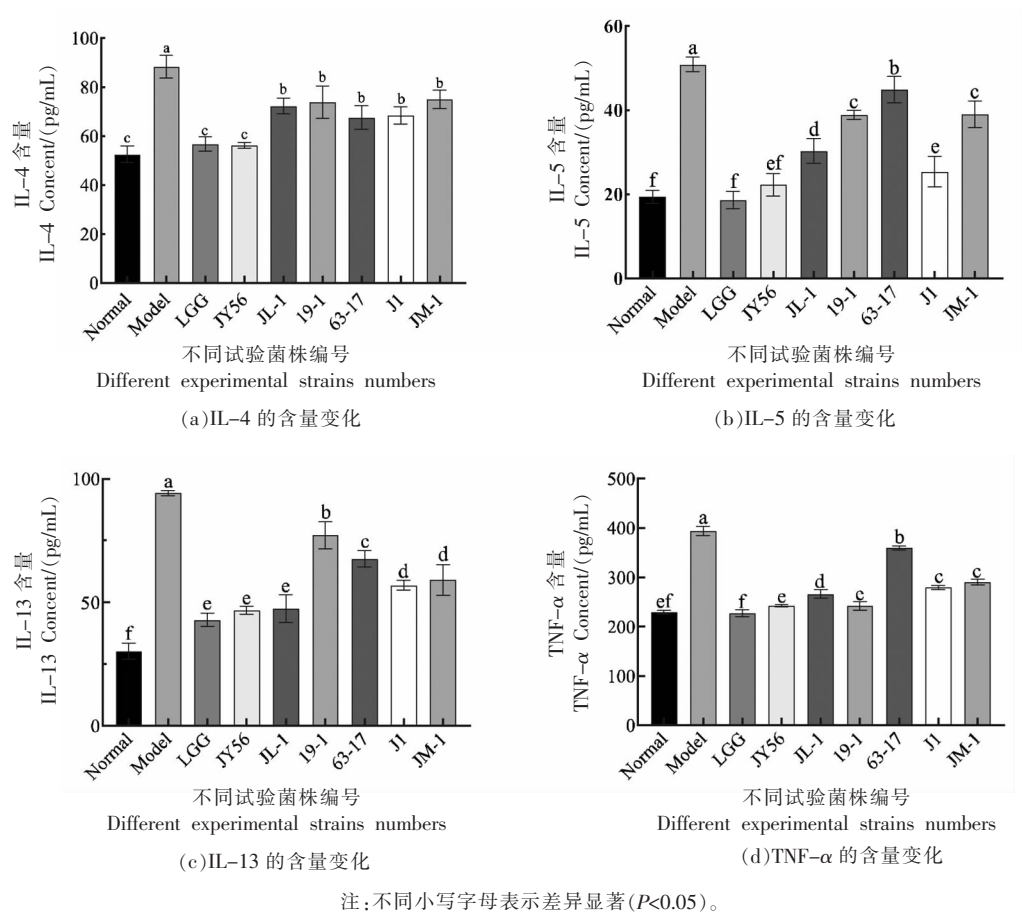 100
80
60
40
20
0
IL-4 含量
IL-4 Concent/(pg/mL)
c
a
c
c
b
b
b
b
b
Normal
Model
LGG
JY56
JL-1
19-1
63-17
J1
JM-1
不同试验菌株编号
Different experimental strains numbers
(a)IL-4 的含量变化
60
40
20
0
IL-5 含量
IL-5 Concent/(pg/mL)
f
a
f
ef
d
c
b
e
c
Normal
Model
LGG
JY56
JL-1
19-1
63-17
J1
JM-1
不同试验菌株编号
Different experimental strains numbers
(b)IL-5 的含量变化
100
50
0
IL-13 含量
IL-13 Concent/(pg/mL)
f
a
e
e
e
b
c
d
d
Normal
Model
LGG
JY56
JL-1
19-1
63-17
J1
JM-1
不同试验菌株编号
Different experimental strains numbers
(c)IL-13 的含量变化
500
400
300
200
100
0
TNF-α 含量
TNF-α Concent/(pg/mL)
ef
a
f
e
d
e
b
c
c
Normal
Model
LGG
JY56
JL-1
19-1
63-17
J1
JM-1
不同试验菌株编号
Different experimental strains numbers
(d)TNF-α 的含量变化
注:不同小写字母表示差异显著(P<0.05)。